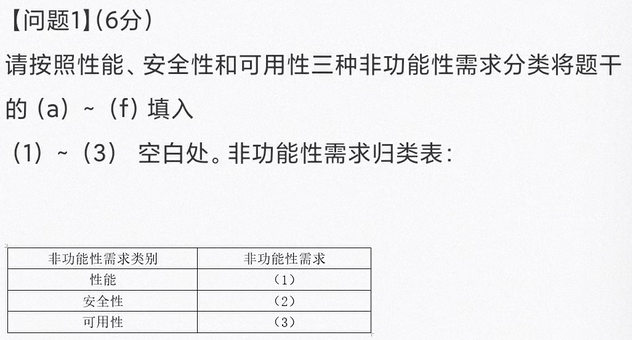 【问题1】(6分)
请按照性能、安全性和可用性三种非功能性需求分类将题干
的（a）~（f）填入
（1）~（3） 空白处。非功能性需求归类表：
非功能性需求类别 非功能性需求
性能 （1）
安全性 （2）
可用性 （3）